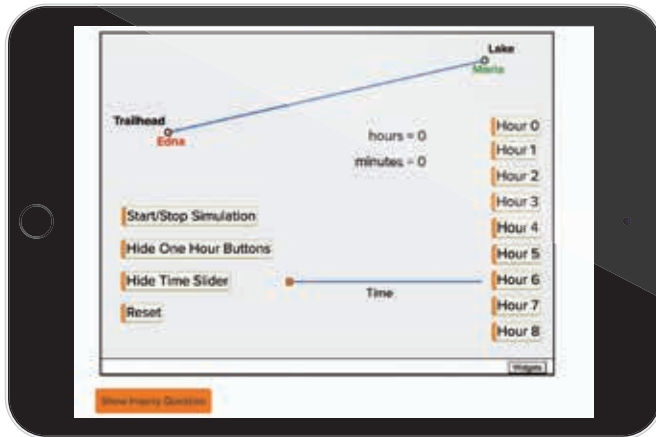 Lake
Maria
Trailhead
Edna
hours = 0
minutes = 0
Hour 0
Hour 1
Hour 2
Hour 3
Hour 4
Hour 5
Hour 6
Hour 7
Hour 8
Start/Stop Simulation
Hide One Hour Buttons
Hide Time Slider
Reset
Time
Widgets
Show Inquiry Question